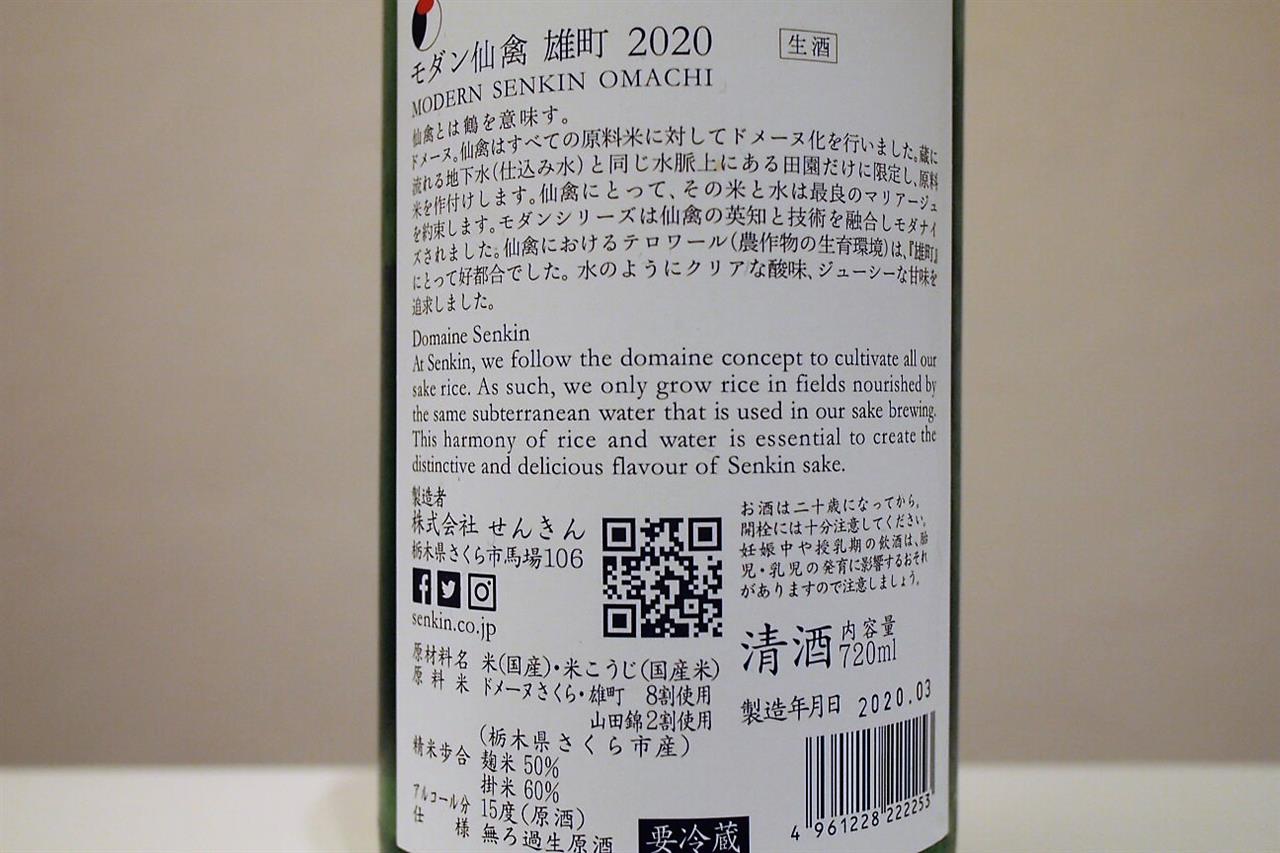 モダン仙禽 雄町 2020
生酒
MODERN SENKIN OMACHI
仙禽とは鶴を意味す。
ドメーヌ。仙禽はすべての原料米に対してドメーヌ化を行いました。蔵に
流れる地下水(仕込み水)と同じ水脈上にある田園だけに限定し、原料
米を作付けします。仙禽にとって、その米と水は最良のマリアージュ
を約束します。モダンシリーズは仙禽の英知と技術を融合しモダナイ
ズされました。仙禽におけるテロワール(農作物の生育環境)は、『雄町』
にとって好都合でした。水のようにクリアな酸味、ジューシーな甘味を
追求しました。
Domaine Senkin
At Senkin, we follow the domaine concept to cultivate all our
sake rice. As such, we only grow rice in fields nourished by
the same subterranean water that is used in our sake brewing.
This harmony of rice and water is essential to create the
distinctive and delicious flavour of Senkin sake.
製造者
株式会社 せんきん
栃木県さくら市馬場106
senkin.co.jp
お酒は二十歳になってから。
開栓には十分注意してください。
妊娠中や授乳期の飲酒は、胎
児・乳児の発育に影響するおそれ
がありますので注意しましょう。
清酒 内容量 720ml
製造年月日 2020.03
原材料名 米(国産)・米こうじ(国産米)
原料米 ドメーヌさくら・雄町 8割使用
山田錦2割使用
(栃木県さくら市産)
精米歩合 麹米 50%
掛米 60%
アルコール分 15度(原酒)
仕様 無ろ過生原酒
要冷蔵
4 961228 222253